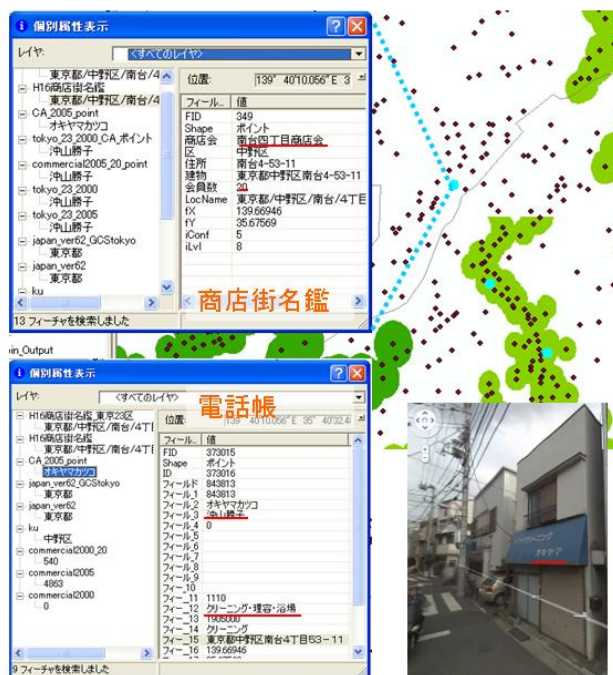 個別属性表示
レイヤ:
<すべてのレイヤ>
東京都/中野区/南台/4
H16商店街名鑑
東京都/中野区/南台/4
CA_2005_point
オキヤマカツコ
tokyo_23_2000_CA_ポイント
沖山勝子
commercial2005_20_point
沖山勝子
tokyo_23_2000
沖山勝子
tokyo_23_2005
沖山勝子
japan_ver62_GCStokyo
東京都
japan_ver62
東京都
ku
位置:
139° 40'10.056" E 3
フィール... 値
FID 349
Shape ポイント
商店会 南台四丁目商店会
区 中野区
住所 南台4-53-11
建物 東京都中野区南台4-53-11
会員数 20
LocName 東京都/中野区/南台/4丁目
fX 139.66946
fY 35.67569
iConf 5
iLvl 8
商店街名鑑
13 フィーチャを検索しました
in_Output
個別属性表示
レイヤ:
<すべてのレイヤ>
電話帳
H16商店街名鑑_東京23区
東京都/中野区/南台/4丁目
H16商店街名鑑
東京都/中野区/南台/4丁目
CA_2005_point
オキヤマカツコ
japan_ver62_GCStokyo
東京都
japan_ver62
東京都
ku
中野区
commercial2000_20
540
commercial2005
4863
commercial2000
0
位置:
139° 40'10.056" E 35° 40'32.4
フィール... 値
FID 373015
Shape ポイント
ID 373016
フィールド 843813
フィール_1 843813
フィール_2 オキヤマカツコ
フィール_3 沖山勝子
フィール_4 0
フィール_5
フィール_6
フィール_7
フィール_8
フィール_9
フィー_10
フィー_11 1110
フィー_12 クリーニング・理容・浴場
フィー_13 1905000
フィー_14 クリーニング
フィー_15 東京都中野区南台4丁目53-11
フィー_16 139.66946
9 フィーチャを検索しました
クリーニング
オキヤマ